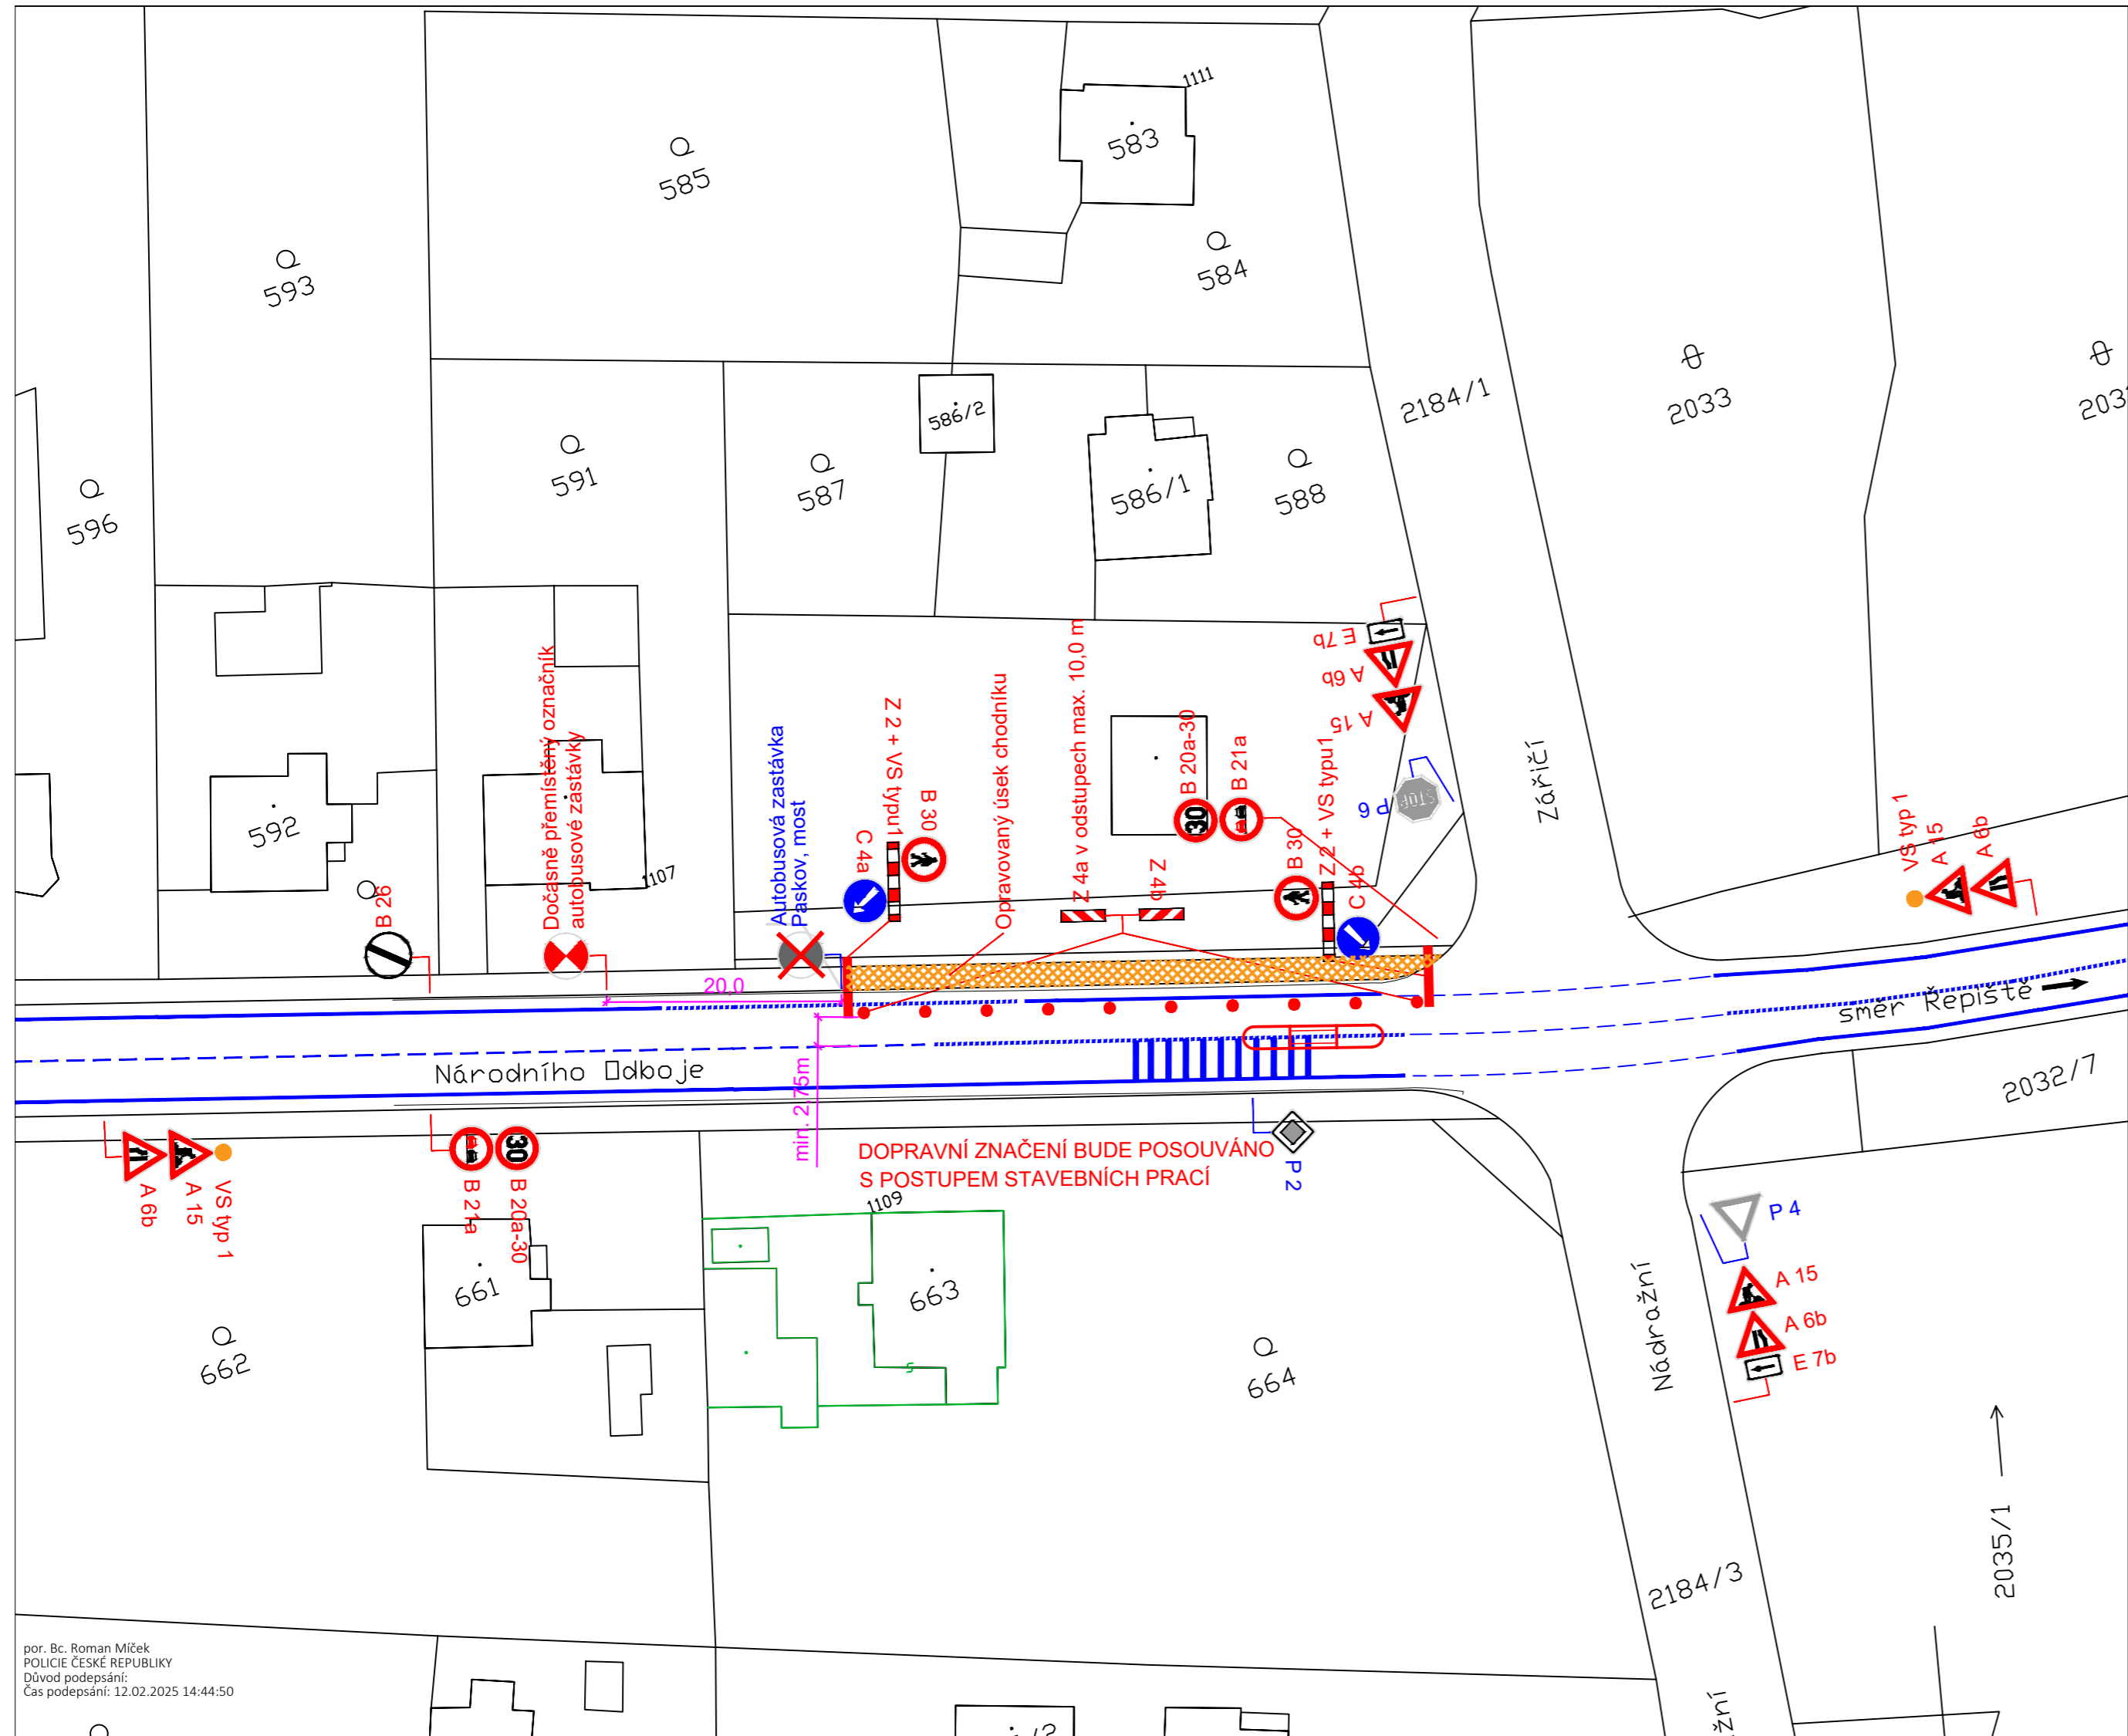 1111
583
585
593
584
2184/1
2033
586/2
591
587
586/1
588
596
E 7b
A 6b
A 15
Dočasně přemístěný označník
autobusové zastávky
Autobusová zastávka
Paskov, most
Z 2 + VS typu1
C 4a
B 30
Opravovaný úsek chodníku
Z 4a v odstupech max. 10,0 m
Z 4b
B 20a-30
B 21a
30
B 30
Z 2 + VS typu1
C 4b
P 6
STOP
Zářičí
VS typ 1
A 15
A 6b
592
1107
B 26
20,0
směr Řepiště
Národního Odboje
min. 2,75m
2032/7
DOPRAVNÍ ZNAČENÍ BUDE POSOUVÁNO
S POSTUPEM STAVEBNÍCH PRACÍ
P 2
A 6b
A 15
VS typ 1
B 21a
30
B 20a-30
1109
661
663
662
664
P 4
A 15
A 6b
E 7b
Nádražní
2184/3
2035/1
por. Bc. Roman Míček
POLICIE ČESKÉ REPUBLIKY
Důvod podepsání:
Čas podepsání: 12.02.2025 14:44:50